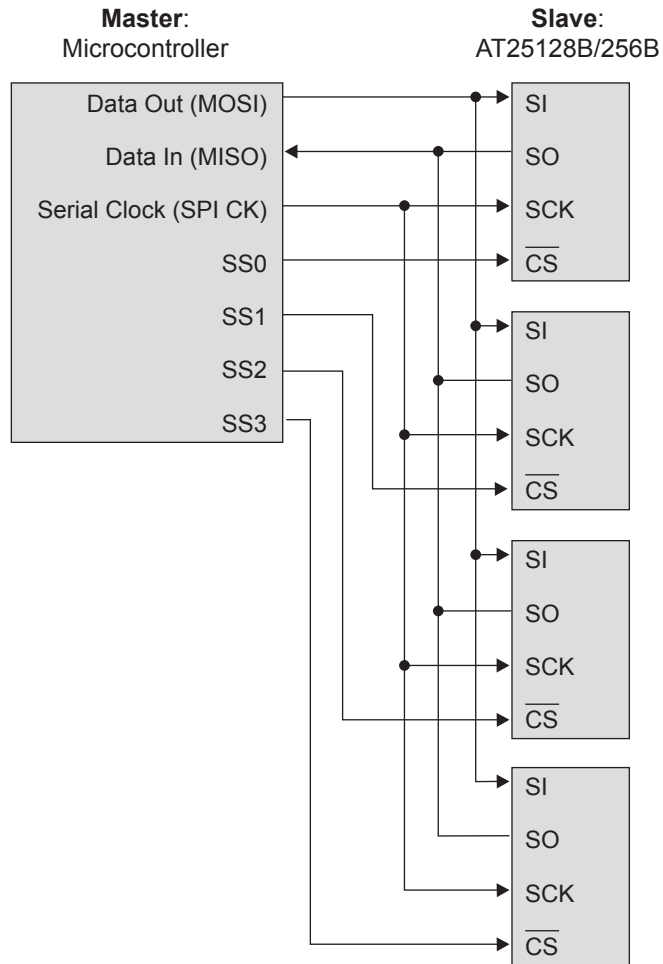 Master:
Microcontroller
Slave:
AT25128B/256B
Data Out (MOSI)
Data In (MISO)
Serial Clock (SPI CK)
SS0
SS1
SS2
SS3
SI
SO
SCK
CS
SI
SO
SCK
CS
SI
SO
SCK
CS
SI
SO
SCK
CS